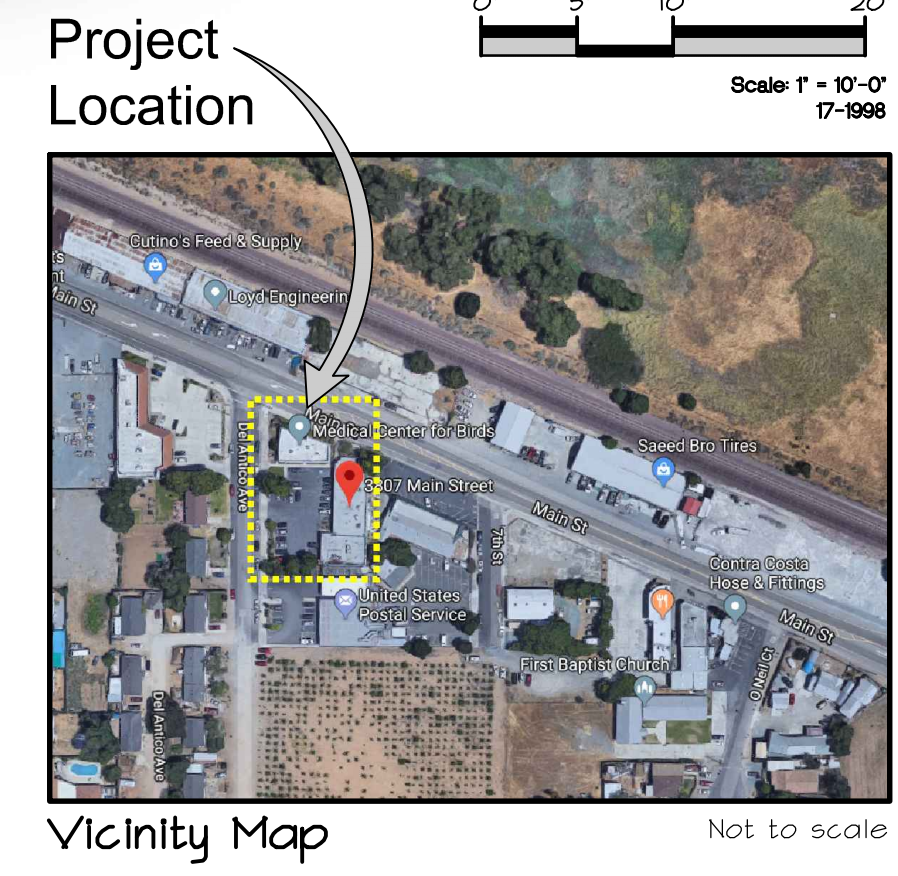 0 5 10 20
Project
Location
Scale: 1" = 10'-0"
17-1998
Cutino's Feed & Supply
Loyd Engineerin
Main St
Medical Center for Birds
Del Antico Ave
3807 Main Street
Saeed Bro Tires
Main St
7th St
Contra Costa
Hose & Fittings
United States
Postal Service
Main St
First Baptist Church
O'Neil Ct
Del Antico Ave
Vicinity Map
Not to scale